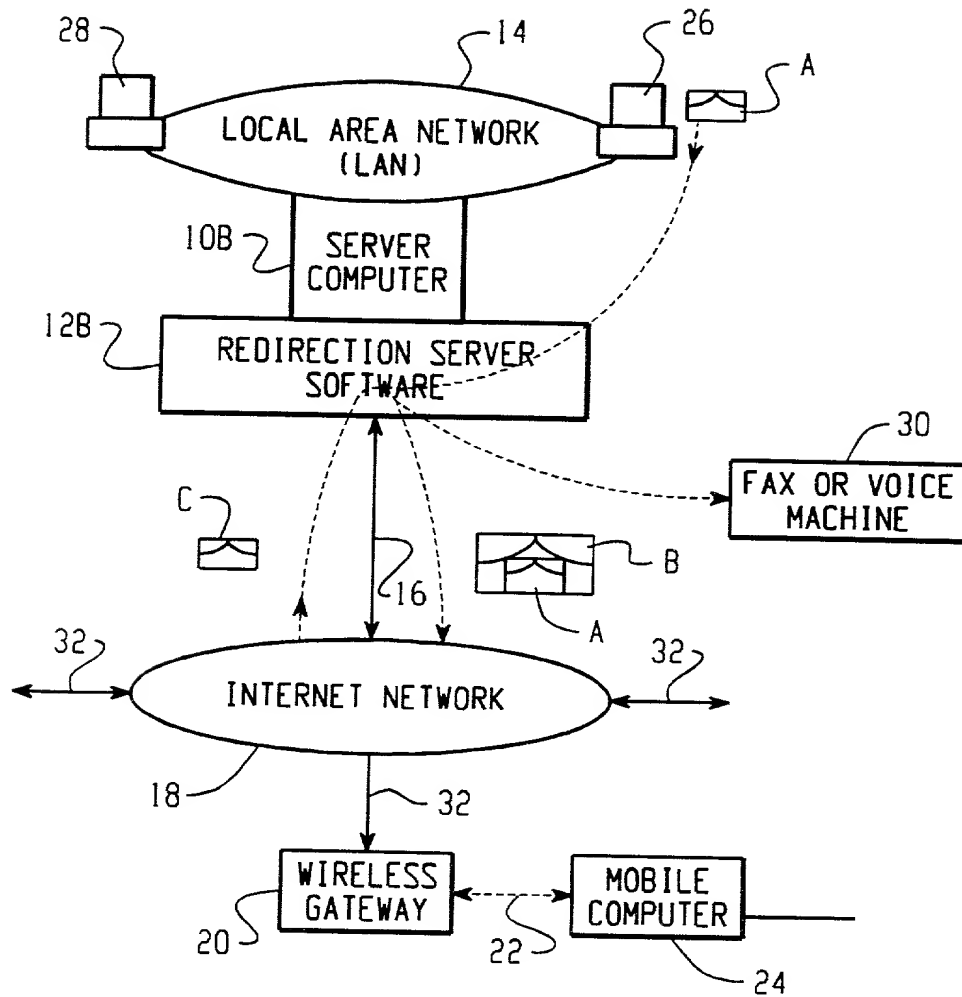 28
14
26
A
LOCAL AREA NETWORK
(LAN)
10B
SERVER
COMPUTER
12B
REDIRECTION SERVER
SOFTWARE
30
FAX OR VOICE
MACHINE
C
B
16
A
32
32
INTERNET NETWORK
18
32
WIRELESS
GATEWAY
MOBILE
COMPUTER
20
22
24